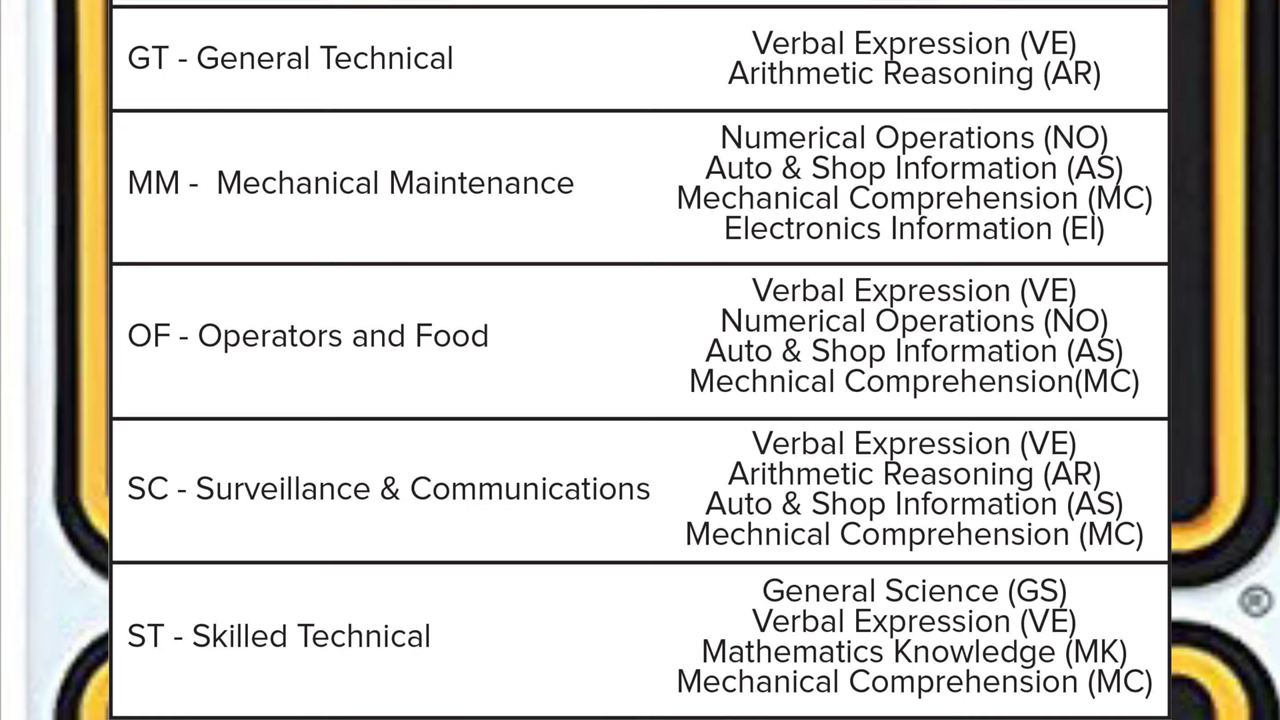 GT - General Technical
Verbal Expression (VE)
Arithmetic Reasoning (AR)
MM -  Mechanical Maintenance
Numerical Operations (NO)
Auto & Shop Information (AS)
Mechanical Comprehension (MC)
Electronics Information (EI)
OF - Operators and Food
Verbal Expression (VE)
Numerical Operations (NO)
Auto & Shop Information (AS)
Mechnical Comprehension(MC)
SC - Surveillance & Communications
Verbal Expression (VE)
Arithmetic Reasoning (AR)
Auto & Shop Information (AS)
Mechnical Comprehension (MC)
ST - Skilled Technical
General Science (GS)
Verbal Expression (VE)
Mathematics Knowledge (MK)
Mechanical Comprehension (MC)
®